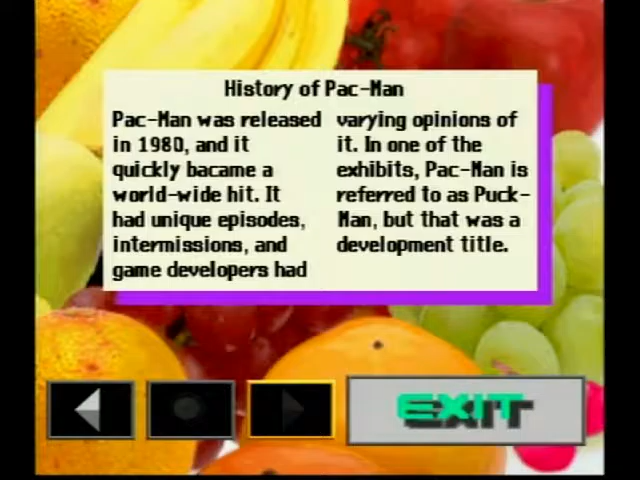 History of Pac-Man
Pac-Man was released
in 1980, and it
quickly bacame a
world-wide hit. It
had unique episodes,
intermissions, and
game developers had
varying opinions of
it. In one of the
exhibits, Pac-Man is
referred to as Puck-
Man, but that was a
development title.
EXIT